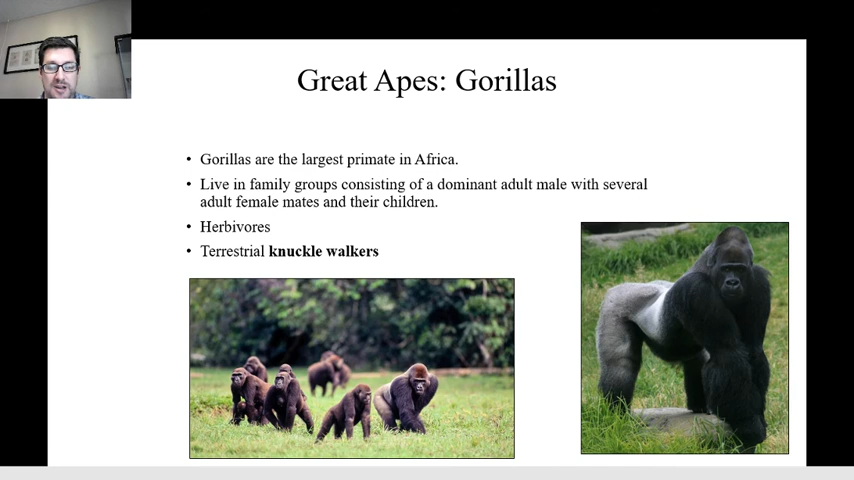 Great Apes: Gorillas
• Gorillas are the largest primate in Africa.
• Live in family groups consisting of a dominant adult male with several
adult female mates and their children.
• Herbivores
• Terrestrial knuckle walkers